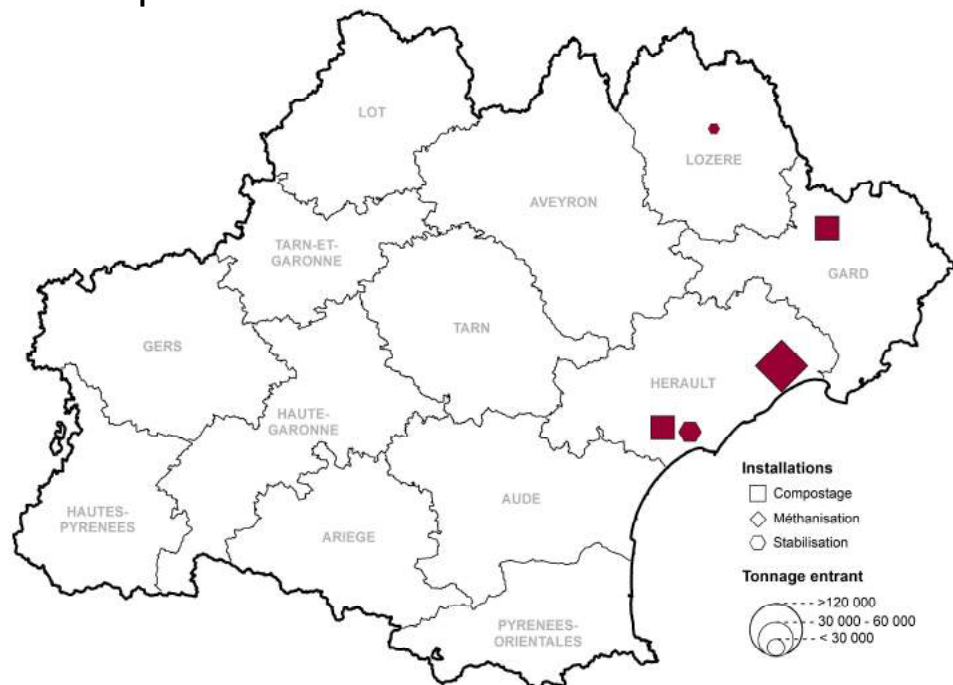 LOT
LOZERE
AVEYRON
TARN-ET-
GARONNE
GARD
TARN
GERS
HERAULT
HAUTE-
GARONNE
HAUTES-
PYRENEES
ARIEGE
AUDE
PYRENEES-
ORIENTALES
Installations
Compostage
Méthanisation
Stabilisation
Tonnage entrant
>120 000
30 000 - 60 000
< 30 000